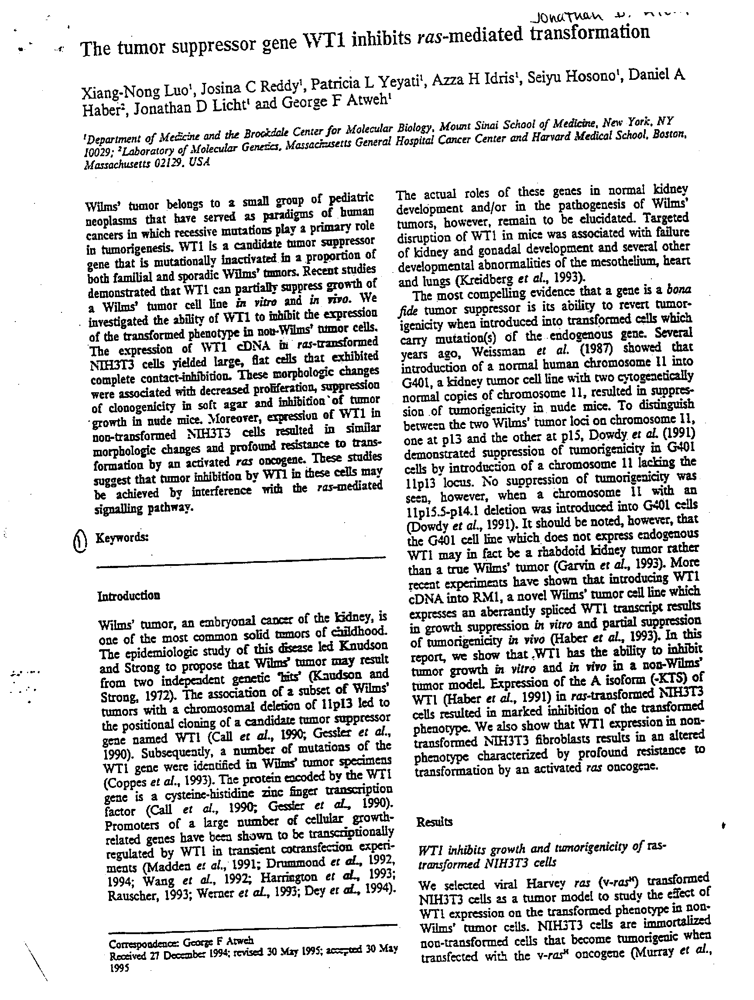 Jonathan D.
The tumor suppressor gene WT1 inhibits ras-mediated transformation
Xiang-Nong Luo¹, Josina C Reddy¹, Patricia L Yeyati¹, Azza H Idris¹, Seiyu Hosono¹, Daniel A
Haber², Jonathan D Licht¹ and George F Atweh¹
¹Department of Medicine and the Brookdale Center for Molecular Biology, Mount Sinai School of Medicine, New York, NY
10029; ²Laboratory of Molecular Genetics, Massachusetts General Hospital Cancer Center and Harvard Medical School, Boston,
Massachusetts 02129, USA
Wilms' tumor belongs to a small group of pediatric
neoplasms that have served as paradigms of human
cancers in which recessive mutations play a primary role
in tumorigenesis. WT1 is a candidate tumor suppressor
gene that is mutationally inactivated in a proportion of
both familial and sporadic Wilms' tumors. Recent studies
demonstrated that WT1 can partially suppress growth of
a Wilms' tumor cell line in vitro and in vivo. We
investigated the ability of WT1 to inhibit the expression
of the transformed phenotype in non-Wilms' tumor cells.
The expression of WT1 cDNA in ras-transformed
NIH3T3 cells yielded large, flat cells that exhibited
complete contact-inhibition. These morphologic changes
were associated with decreased proliferation, suppression
of clonogenicity in soft agar and inhibition of tumor
growth in nude mice. Moreover, expression of WT1 in
non-transformed NIH3T3 cells resulted in similar
morphologic changes and profound resistance to trans-
formation by an activated ras oncogene. These studies
suggest that tumor inhibition by WT1 in these cells may
be achieved by interference with the ras-mediated
signalling pathway.
1 Keywords:
Introduction
Wilms' tumor, an embryonal cancer of the kidney, is
one of the most common solid tumors of childhood.
The epidemiologic study of this disease led Knudson
and Strong to propose that Wilms' tumor may result
from two independent genetic 'hits' (Knudson and
Strong, 1972). The association of a subset of Wilms'
tumors with a chromosomal deletion of 11p13 led to
the positional cloning of a candidate tumor suppressor
gene named WT1 (Call et al., 1990; Gessler et al.,
1990). Subsequently, a number of mutations of the
WT1 gene were identified in Wilms' tumor specimens
(Coppes et al., 1993). The protein encoded by the WT1
gene is a cysteine-histidine zinc finger transcription
factor (Call et al., 1990; Gessler et al., 1990).
Promoters of a large number of cellular growth-
related genes have been shown to be transcriptionally
regulated by WT1 in transient cotransfection experi-
ments (Madden et al., 1991; Drummond et al., 1992,
1994; Wang et al., 1992; Harrington et al., 1993;
Rauscher, 1993; Werner et al., 1993; Dey et al., 1994).
Correspondence: George F Atweh
Received 27 December 1994; revised 30 May 1995; accepted 30 May
1995
The actual roles of these genes in normal kidney
development and/or in the pathogenesis of Wilms'
tumors, however, remain to be elucidated. Targeted
disruption of WT1 in mice was associated with failure
of kidney and gonadal development and several other
developmental abnormalities of the mesothelium, heart
and lungs (Kreidberg et al., 1993).
The most compelling evidence that a gene is a bona
fide tumor suppressor is its ability to revert tumor-
igenicity when introduced into transformed cells which
carry mutation(s) of the endogenous gene. Several
years ago, Weissman et al. (1987) showed that
introduction of a normal human chromosome 11 into
G401, a kidney tumor cell line with two cytogenetically
normal copies of chromosome 11, resulted in suppres-
sion of tumorigenicity in nude mice. To distinguish
between the two Wilms' tumor loci on chromosome 11,
one at p13 and the other at p15, Dowdy et al. (1991)
demonstrated suppression of tumorigenicity in G401
cells by introduction of a chromosome 11 lacking the
11p13 locus. No suppression of tumorigenicity was
seen, however, when a chromosome 11 with an
11p15.5-p14.1 deletion was introduced into G401 cells
(Dowdy et al., 1991). It should be noted, however, that
the G401 cell line which does not express endogenous
WT1 may in fact be a rhabdoid kidney tumor rather
than a true Wilms' tumor (Garvin et al., 1993). More
recent experiments have shown that introducing WT1
cDNA into RM1, a novel Wilms' tumor cell line which
expresses an aberrantly spliced WT1 transcript results
in growth suppression in vitro and partial suppression
of tumorigenicity in vivo (Haber et al., 1993). In this
report, we show that WT1 has the ability to inhibit
tumor growth in vitro and in vivo in a non-Wilms'
tumor model. Expression of the A isoform (-KTS) of
WT1 (Haber et al., 1991) in ras-transformed NIH3T3
cells resulted in marked inhibition of the transformed
phenotype. We also show that WT1 expression in non-
transformed NIH3T3 fibroblasts results in an altered
phenotype characterized by profound resistance to
transformation by an activated ras oncogene.
Results
WT1 inhibits growth and tumorigenicity of ras-
transformed NIH3T3 cells
We selected viral Harvey ras (v-rasᴴ) transformed
NIH3T3 cells as a tumor model to study the effect of
WT1 expression on the transformed phenotype in non-
Wilms' tumor cells. NIH3T3 cells are immortalized
non-transformed cells that become tumorigenic when
transfected with the v-rasᴴ oncogene (Murray et al.,